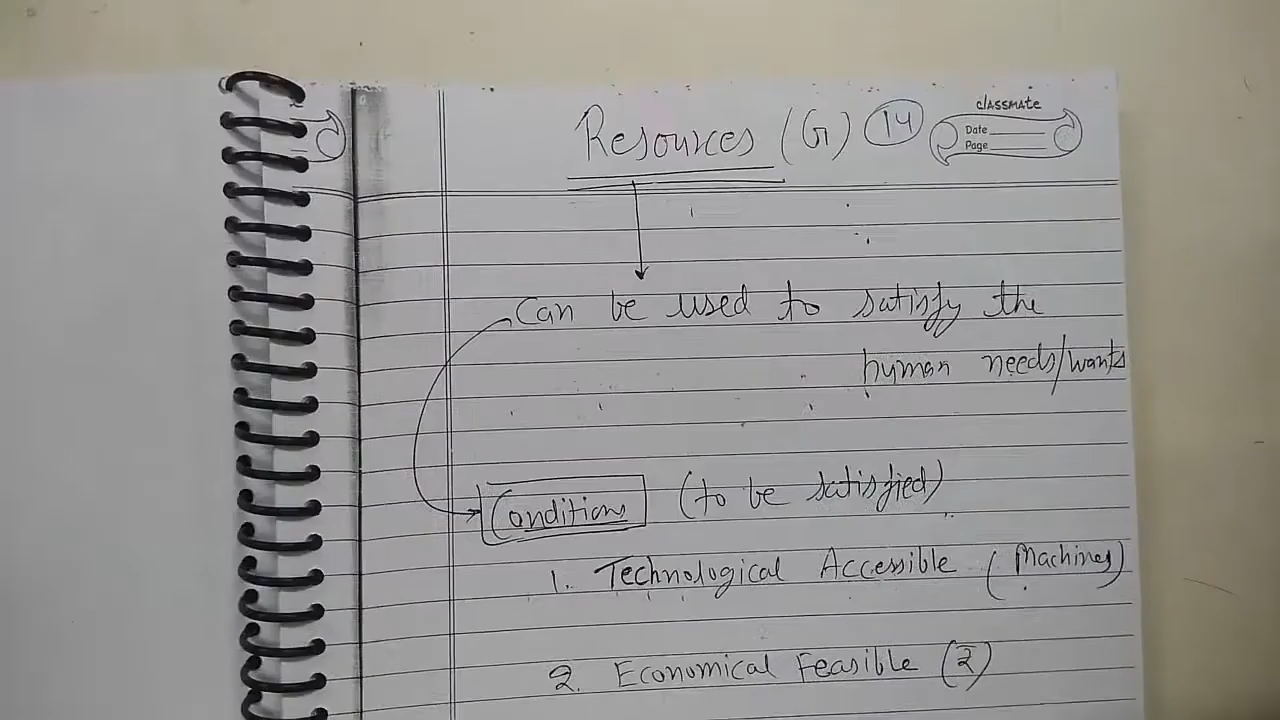 Resources (G) 14
classmate
Date
Page
Can be used to satisfy the
human needs/wants
Conditions (to be satisfied)
1. Technological Accessible (Machines)
2. Economical Feasible (₹)